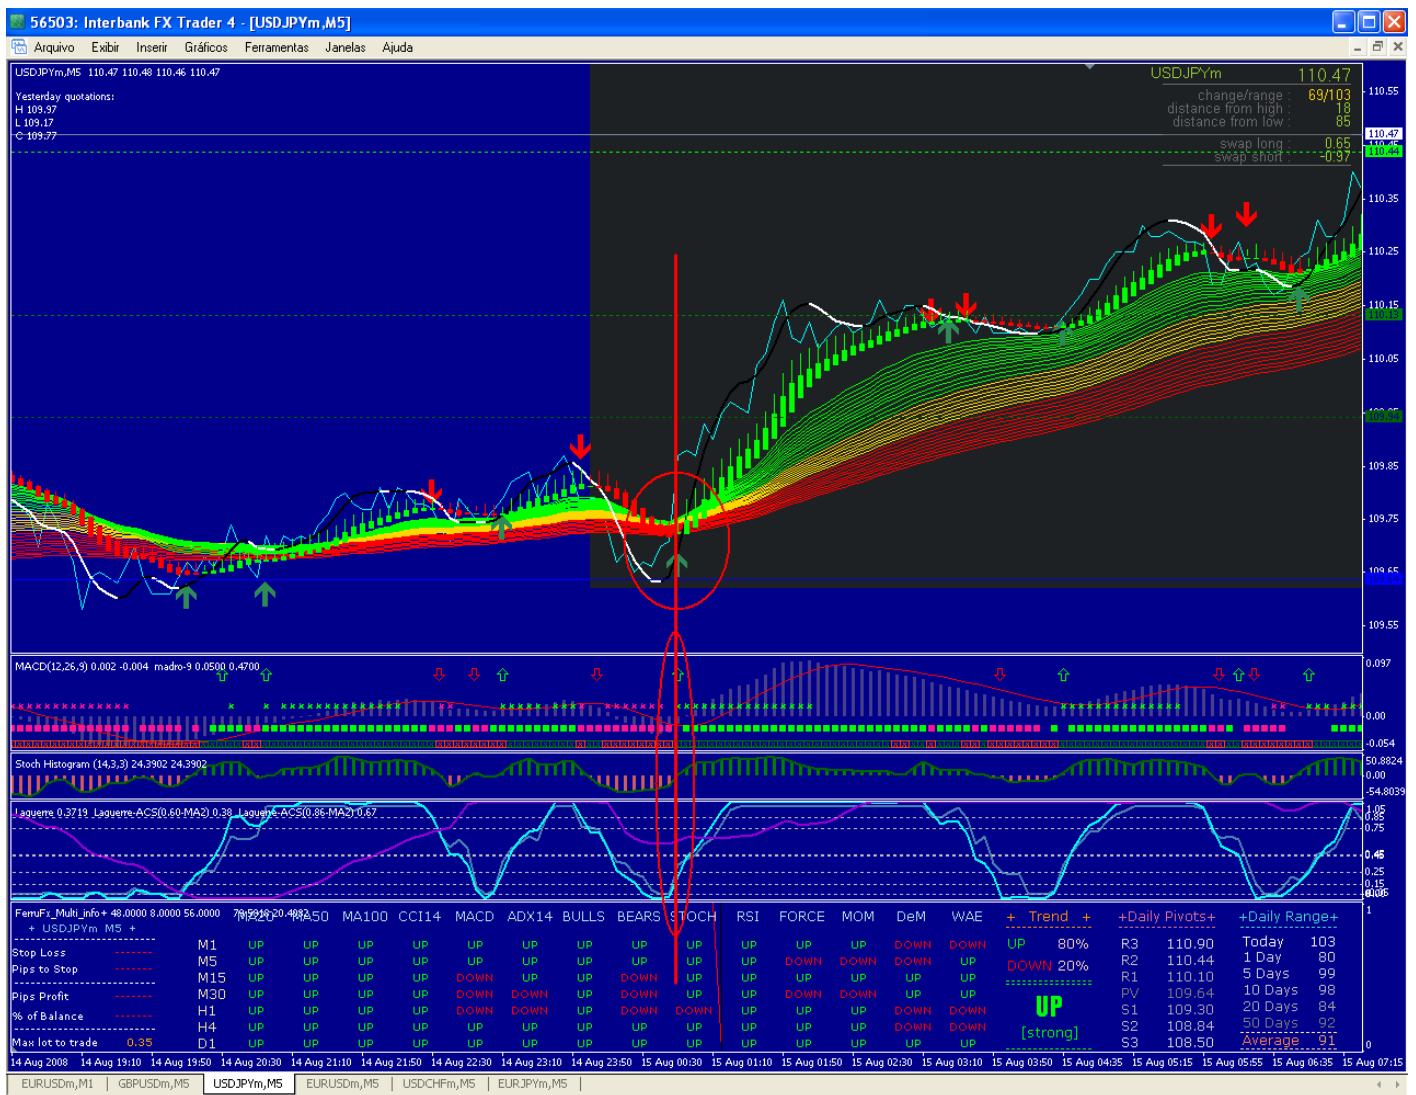 56503: Interbank FX Trader 4 - [USDJPYm,M5]
Arquivo Exibir Inserir Gráficos Ferramentas Janelas Ajuda
USDJPYm,M5 110.47 110.48 110.46 110.47
Yesterday quotations:
H 109.97
L 109.17
C 109.77
USDJPYm 110.47
change/range : 69/103
distance from high : 18
distance from low : 85
swap long : 0.65
swap short : -0.97
110.55
110.47
110.44
110.35
110.25
110.15
110.13
110.05
109.94
109.85
109.75
109.65
109.64
109.55
MACD(12,26,9) 0.002 -0.004 madro-9 0.0500 0.4700
0.097
0.00
-0.054
Stoch Histogram (14,3,3) 24.3902 24.3902
50.8824
0.00
-54.8039
Laguerre 0.3719 Laguerre-ACS(0.60-MA2) 0.38 Laguerre-ACS(0.86-MA2) 0.67
1.05
0.85
0.75
0.45
0.25
0.15
FerruFx_Multi_info+ 48.0000 8.0000 56.0000
+ USDJPYm M5 +
MA20 MA50 MA100 CCI14 MACD ADX14 BULLS BEARS STOCH RSI FORCE MOM DeM WAE
M1 UP UP UP UP UP UP UP UP UP UP UP UP DOWN DOWN
M5 UP UP UP UP UP UP UP UP UP UP DOWN DOWN DOWN UP
M15 UP UP UP UP DOWN UP UP DOWN UP UP UP UP UP UP
M30 UP UP UP UP DOWN DOWN UP DOWN UP UP DOWN DOWN UP UP
H1 UP UP UP UP DOWN DOWN UP DOWN DOWN UP UP UP DOWN DOWN
H4 UP UP UP UP UP UP UP UP UP UP UP UP DOWN DOWN
D1 UP UP UP UP UP UP UP UP UP UP UP UP UP UP
Stop Loss -------
Pips to Stop -------
Pips Profit -------
% of Balance -------
Max lot to trade 0.35
+ Trend +
UP 80%
DOWN 20%
UP
[strong]
+Daily Pivots+
R3 110.90
R2 110.44
R1 110.10
PV 109.64
S1 109.30
S2 108.84
S3 108.50
+Daily Range+
Today 103
1 Day 80
5 Days 99
10 Days 98
20 Days 84
50 Days 92
Average 91
1
0
14 Aug 2008 14 Aug 19:10 14 Aug 19:50 14 Aug 20:30 14 Aug 21:10 14 Aug 21:50 14 Aug 22:30 14 Aug 23:10 14 Aug 23:50 15 Aug 00:30 15 Aug 01:10 15 Aug 01:50 15 Aug 02:30 15 Aug 03:10 15 Aug 03:50 15 Aug 04:35 15 Aug 05:15 15 Aug 05:55 15 Aug 06:35 15 Aug 07:15
EURUSDm,M1 GBPUSDm,M5 USDJPYm,M5 EURUSDm,M5 USDCHFm,M5 EURJPYm,M5